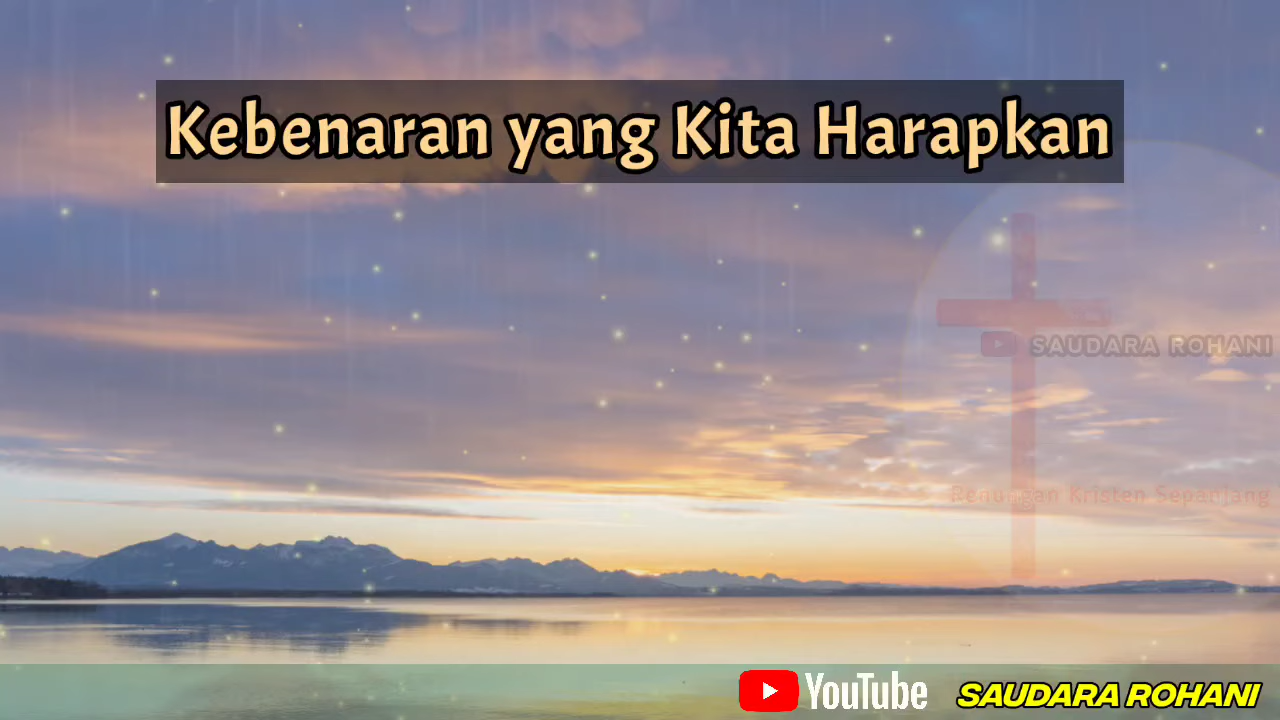 Kebenaran yang Kita Harapkan
SAUDARA ROHANI
Renungan Kristen Sepanjang
YouTube SAUDARA ROHANI